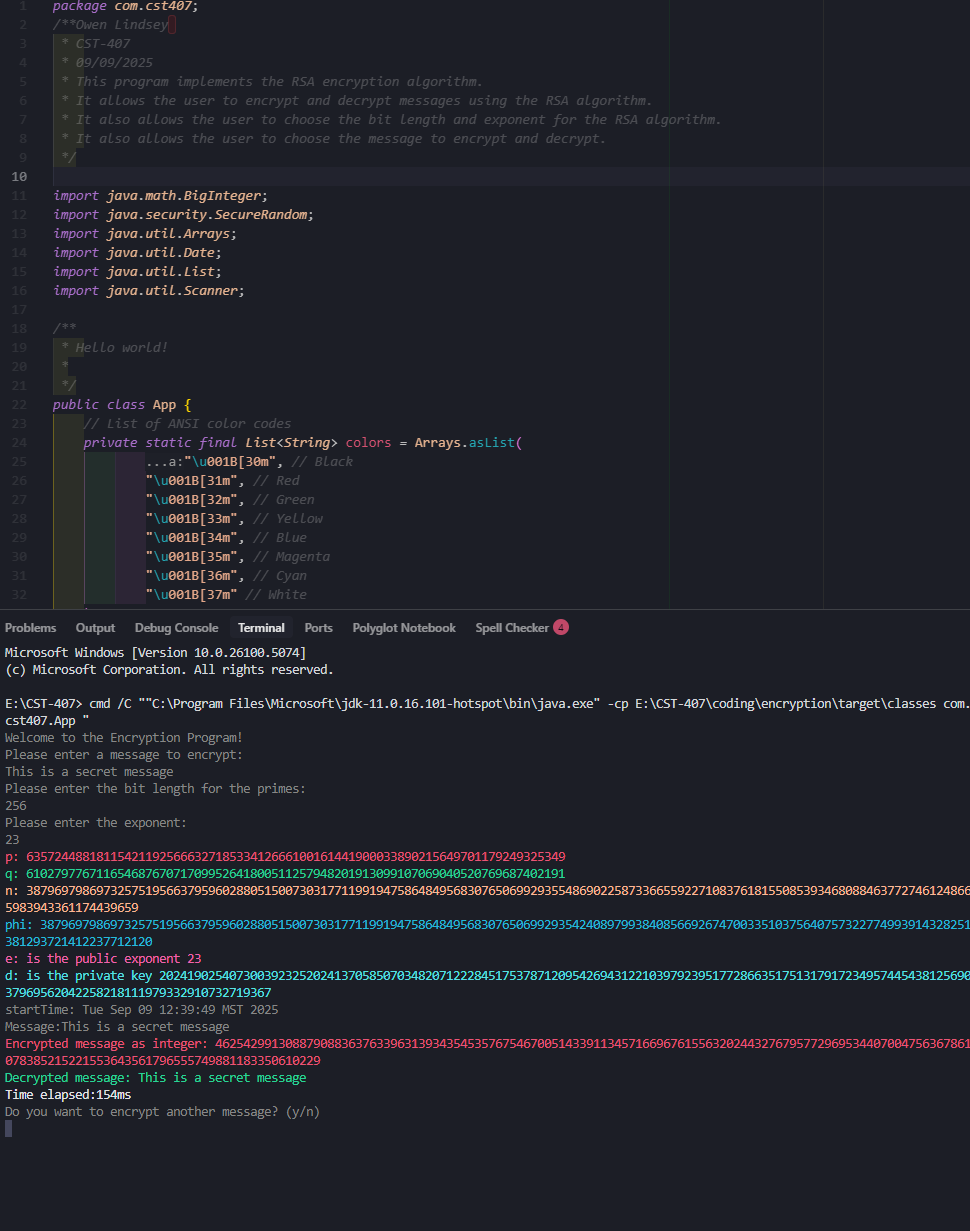 1 package com.cst407;
2 /**Owen Lindsey
3 * CST-407
4 * 09/09/2025
5 * This program implements the RSA encryption algorithm.
6 * It allows the user to encrypt and decrypt messages using the RSA algorithm.
7 * It also allows the user to choose the bit length and exponent for the RSA algorithm.
8 * It also allows the user to choose the message to encrypt and decrypt.
9 */
10
11 import java.math.BigInteger;
12 import java.security.SecureRandom;
13 import java.util.Arrays;
14 import java.util.Date;
15 import java.util.List;
16 import java.util.Scanner;
17
18 /**
19 * Hello world!
20 *
21 */
22 public class App {
23 // List of ANSI color codes
24 private static final List<String> colors = Arrays.asList(
25 ...a:"\u001B[30m", // Black
26 "\u001B[31m", // Red
27 "\u001B[32m", // Green
28 "\u001B[33m", // Yellow
29 "\u001B[34m", // Blue
30 "\u001B[35m", // Magenta
31 "\u001B[36m", // Cyan
32 "\u001B[37m" // White
Problems Output Debug Console Terminal Ports Polyglot Notebook Spell Checker 4
Microsoft Windows [Version 10.0.26100.5074]
(c) Microsoft Corporation. All rights reserved.
E:\CST-407> cmd /C ""C:\Program Files\Microsoft\jdk-11.0.16.101-hotspot\bin\java.exe" -cp E:\CST-407\coding\encryption\target\classes com.
cst407.App "
Welcome to the Encryption Program!
Please enter a message to encrypt:
This is a secret message
Please enter the bit length for the primes:
256
Please enter the exponent:
23
p: 63572448818115421192566632718533412666100161441900033890215649701179249325349
q: 61027977671165468767071709952641800511257948201913099107069040520769687402191
n: 38796979869732575195663795960288051500730317711991947586484956830765069929355486902258733665592271083761815508539346808846377274612486​6
5983943361174439659
phi: 387969798697325751956637959602880515007303177119919475864849568307650699293542408979938408566926747003351037564075732277499391432825​1
381293721412237712120
e: is the public exponent 23
d: is the private key 2024190254073003923252024137058507034820712228451753787120954269431221039792395177286635175131791723495744543812569​0
3796956204225821811197933291073​2719367
startTime: Tue Sep 09 12:39:49 MST 2025
Message:This is a secret message
Encrypted message as integer: 462542991308879088363763396313934354535767546700514339113457166967615563202443276795772969534407004756367861
0783852152215536435617965557498811833506​10229
Decrypted message: This is a secret message
Time elapsed:154ms
Do you want to encrypt another message? (y/n)